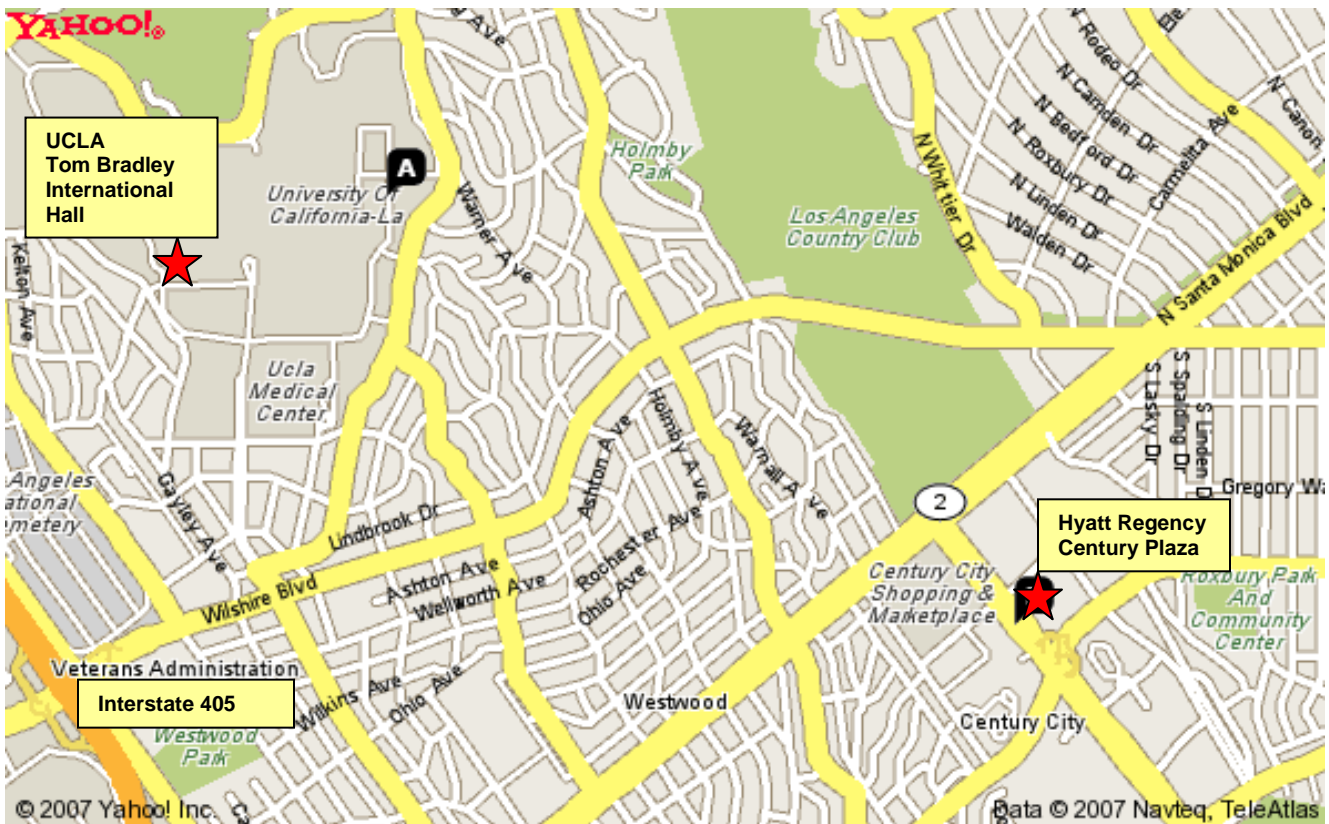 YAHOO!®
UCLA
Tom Bradley
International
Hall
A
University Of
California-La
Holmby
Park
Warner Ave
Los Angeles
Country Club
N Whittier Dr
N Rodeo Dr
N Camden Dr
N Bedford Dr
N Roxbury Dr
N Linden Dr
Walden Dr
Carmelita Ave
N Canon
N Santa Monica Blvd
Kelton Ave
Ucla
Medical
Center,
S Lasky Dr
S Spalding Dr
S Linden D
Gregory Wa
Angeles
ational
emetery
Gayley Ave
Lindbrook Dr
Wilshire Blvd
Ashton Ave
Wellworth Ave
Ashton Ave
Rochester Ave
Ohio Ave
Holmby Ave
Warnall Ave
2
Hyatt Regency
Century Plaza
Century City
Shopping &
Marketplace
Roxbury Park
And
Community
Center
Veterans Administration
Interstate 405
Westwood
Park
Wilkins Ave
Ohio Ave
Westwood
Century City
© 2007 Yahoo! Inc.
Data © 2007 Navteq, TeleAtlas